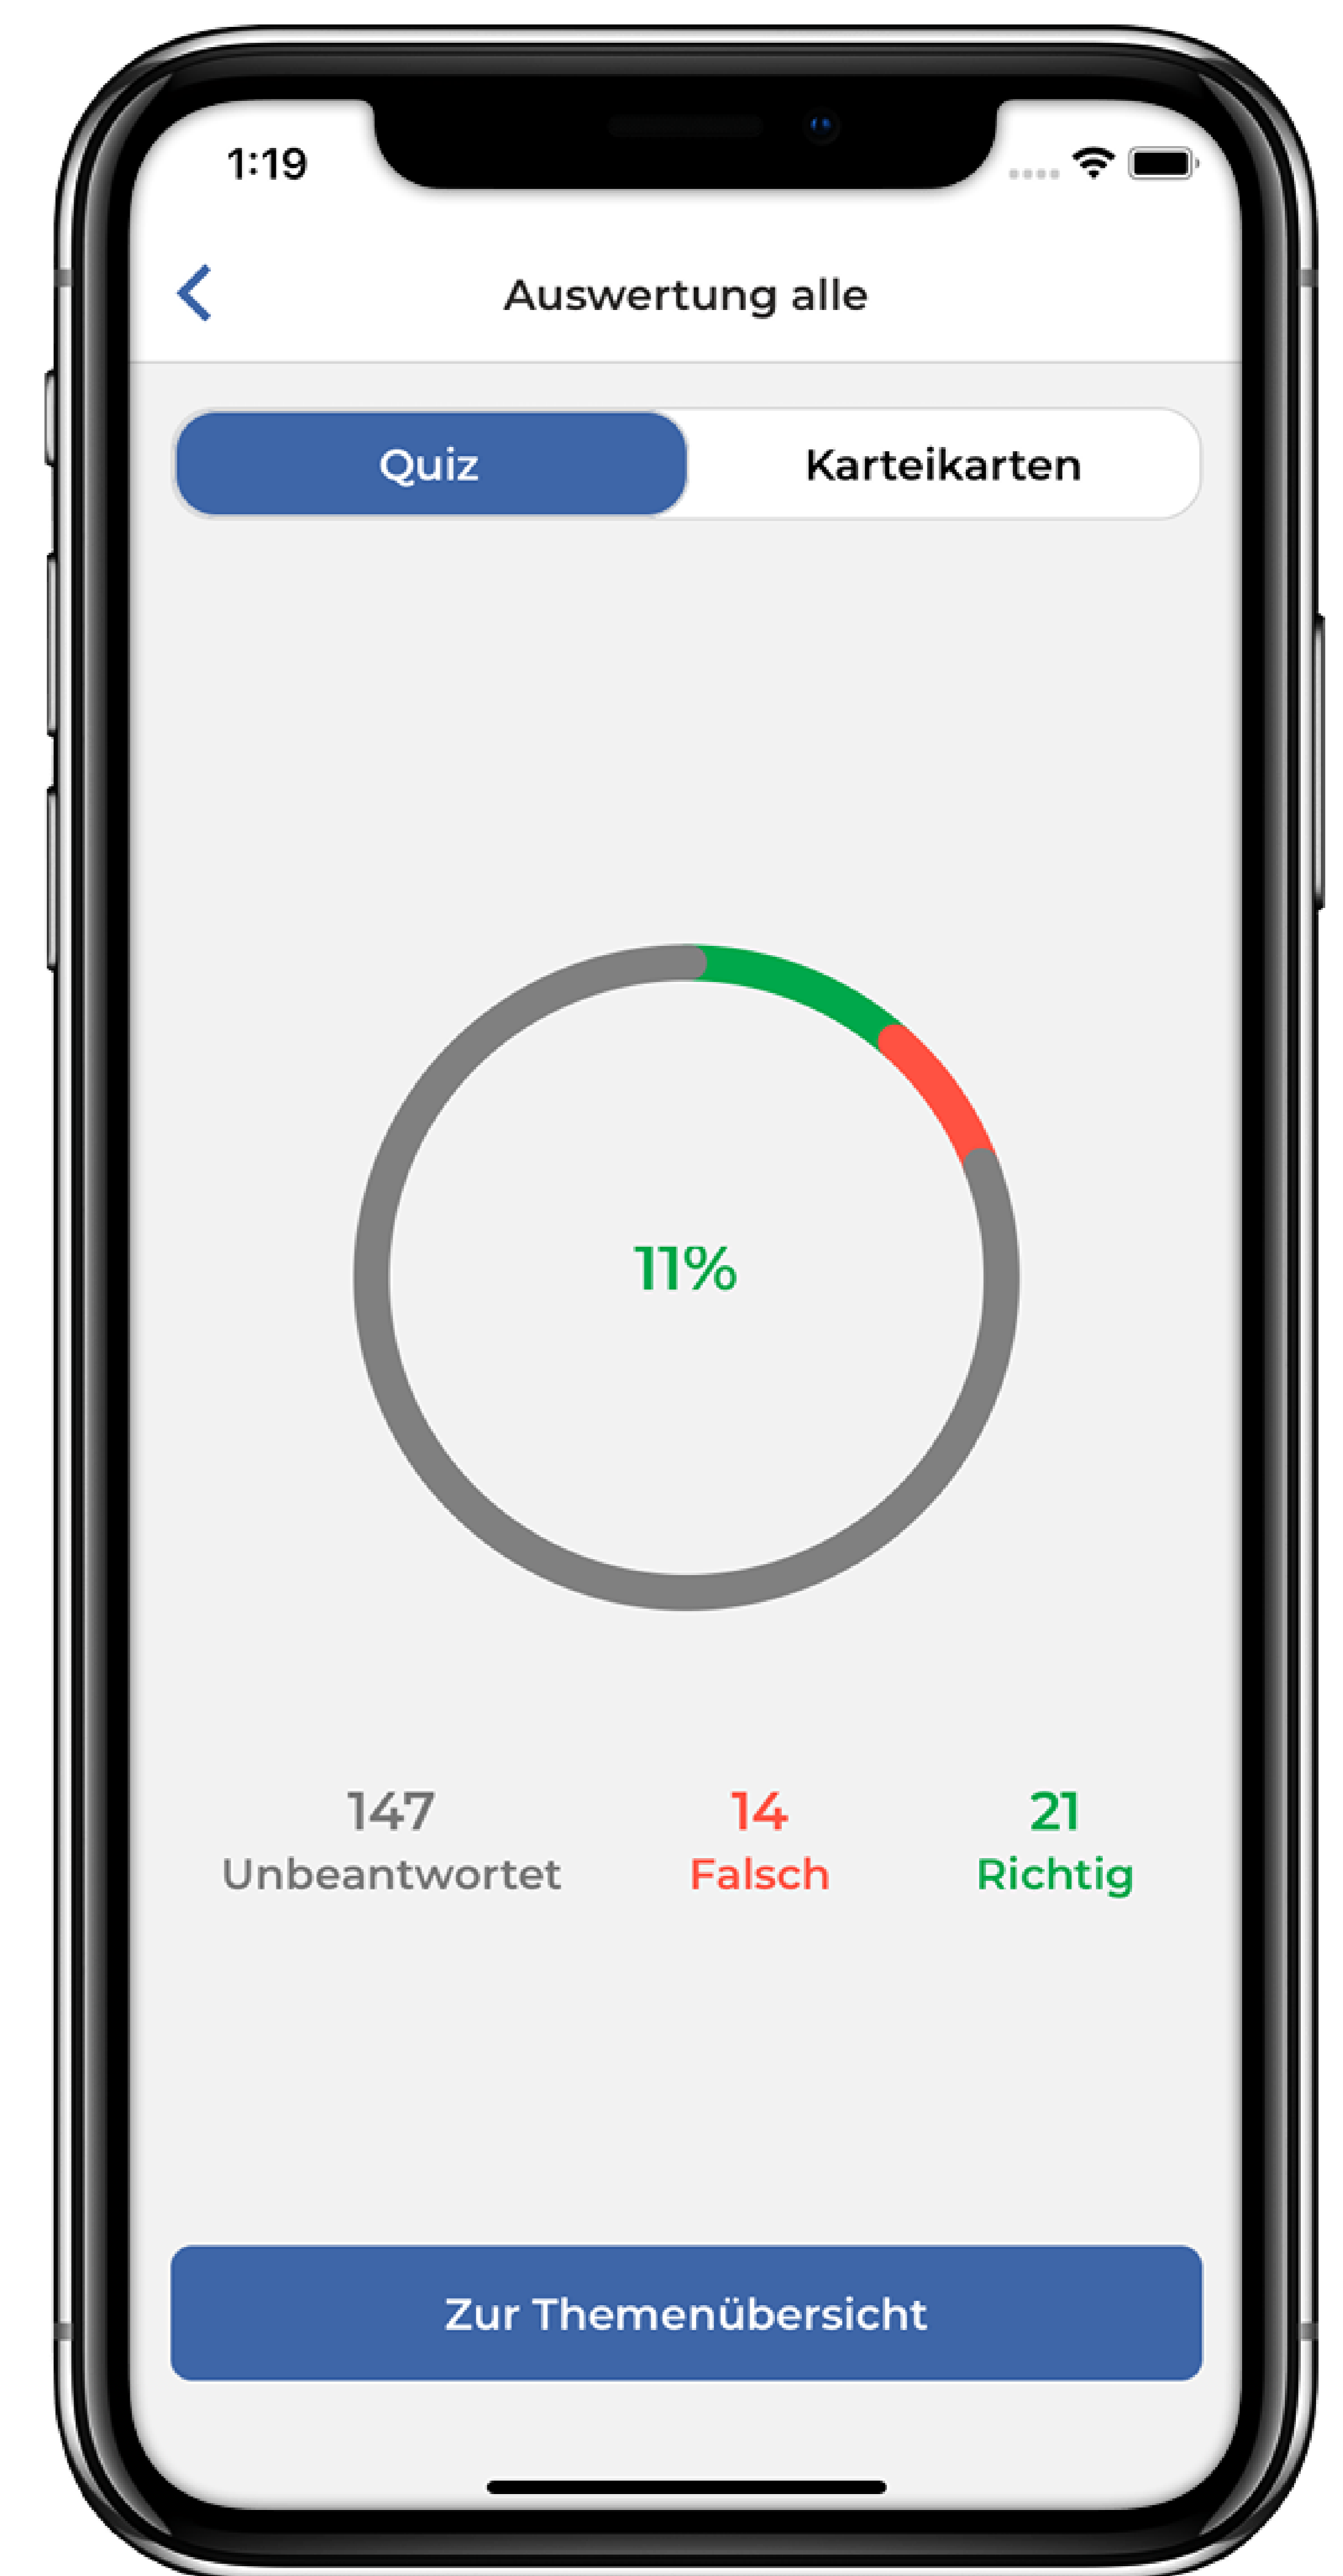 1:19
Auswertung alle
Quiz
Karteikarten
11%
147
Unbeantwortet
14
Falsch
21
Richtig
Zur Themenübersicht